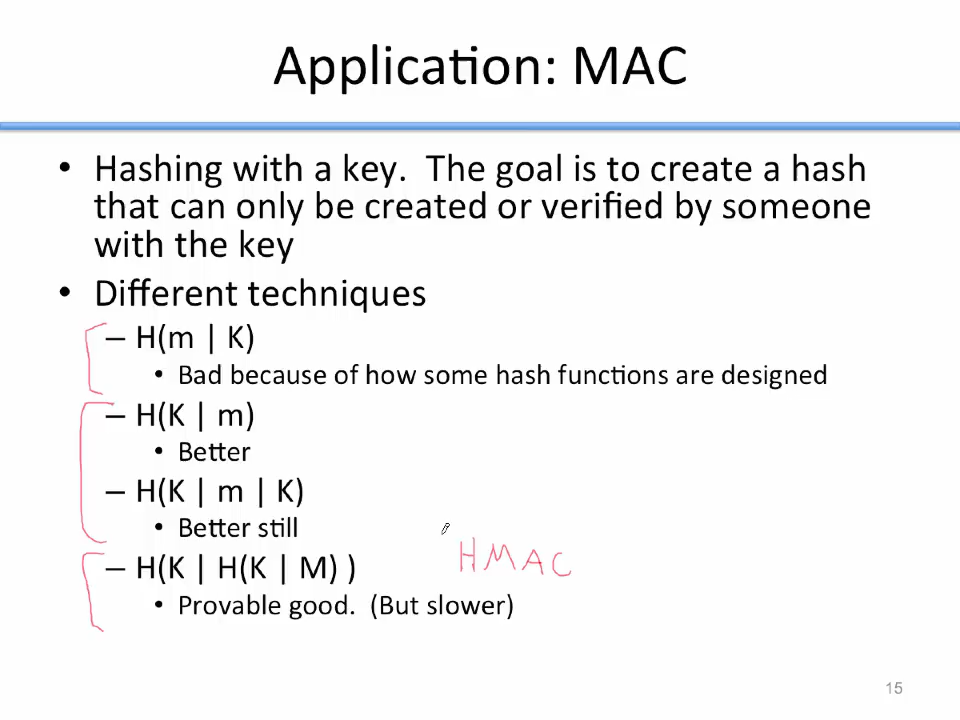 Application: MAC
• Hashing with a key. The goal is to create a hash
that can only be created or verified by someone
with the key
• Different techniques
– H(m | K)
• Bad because of how some hash functions are designed
– H(K | m)
• Better
– H(K | m | K)
• Better still
– H(K | H(K | M) )
HMAC
• Provable good. (But slower)
15